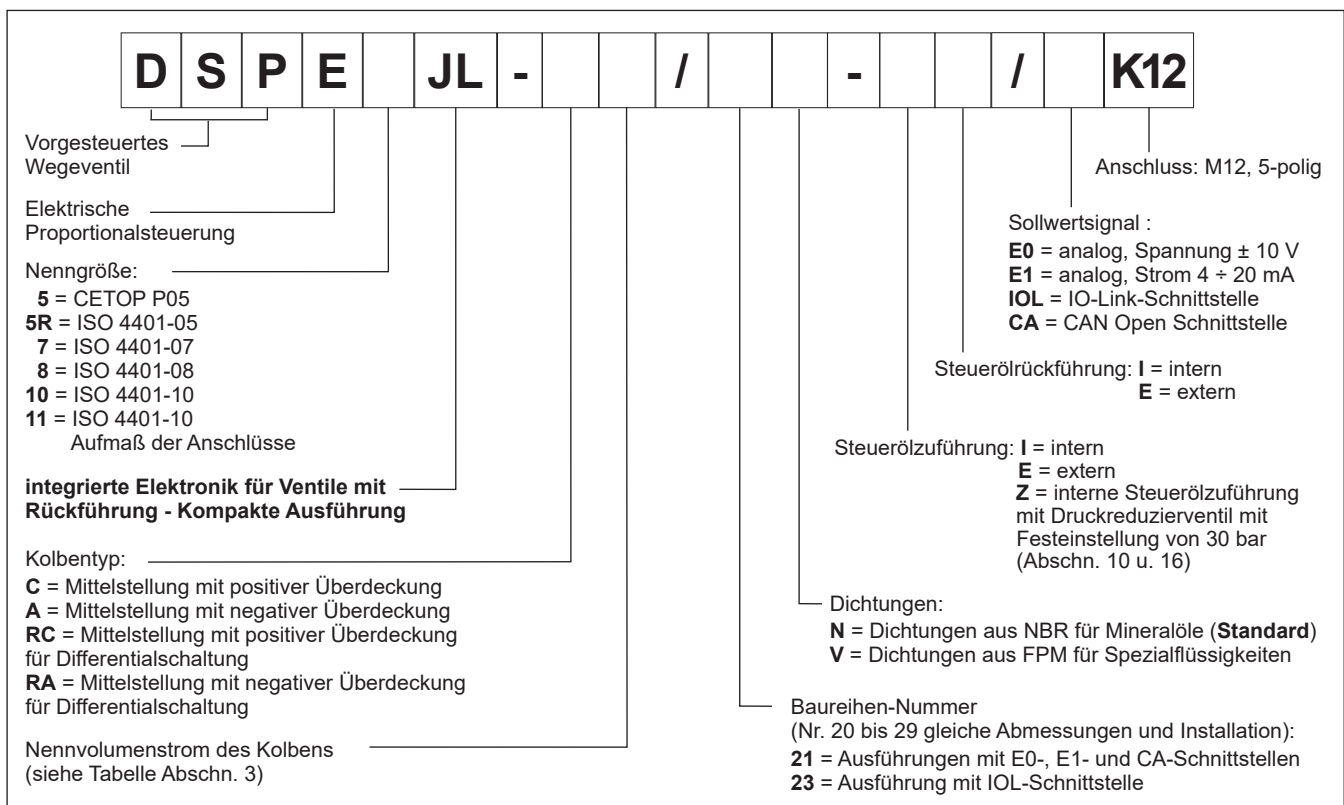 D S P E JL - / - / K12
Vorgesteuertes
Wegeventil
Elektrische
Proportionalsteuerung
Nenngröße:
5 = CETOP P05
5R = ISO 4401-05
7 = ISO 4401-07
8 = ISO 4401-08
10 = ISO 4401-10
11 = ISO 4401-10
Aufmaß der Anschlüsse
integrierte Elektronik für Ventile mit
Rückführung - Kompakte Ausführung
Kolbentyp:
C = Mittelstellung mit positiver Überdeckung
A = Mittelstellung mit negativer Überdeckung
RC = Mittelstellung mit positiver Überdeckung
für Differentialschaltung
RA = Mittelstellung mit negativer Überdeckung
für Differentialschaltung
Nennvolumenstrom des Kolbens
(siehe Tabelle Abschn. 3)
Anschluss: M12, 5-polig
Sollwertsignal :
E0 = analog, Spannung ± 10 V
E1 = analog, Strom 4 ÷ 20 mA
IOL = IO-Link-Schnittstelle
CA = CAN Open Schnittstelle
Steuerölrückführung: I = intern
E = extern
Steuerölzuführung: I = intern
E = extern
Z = interne Steuerölzuführung
mit Druckreduzierventil mit
Festeinstellung von 30 bar
(Abschn. 10 u. 16)
Dichtungen:
N = Dichtungen aus NBR für Mineralöle (Standard)
V = Dichtungen aus FPM für Spezialflüssigkeiten
Baureihen-Nummer
(Nr. 20 bis 29 gleiche Abmessungen und Installation):
21 = Ausführungen mit E0-, E1- und CA-Schnittstellen
23 = Ausführung mit IOL-Schnittstelle